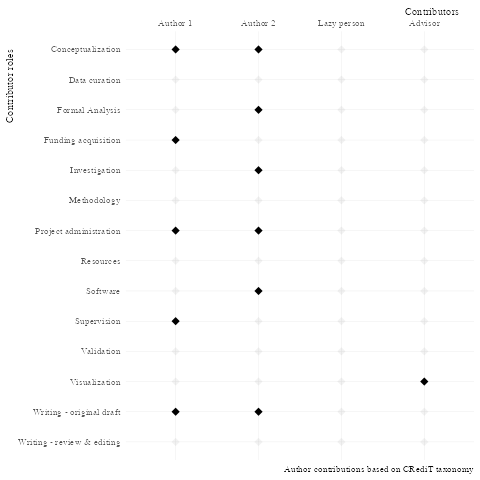 Contributors
Author 1 Author 2 Lazy person Advisor
Contributor roles
Conceptualization
Data curation
Formal Analysis
Funding acquisition
Investigation
Methodology
Project administration
Resources
Software
Supervision
Validation
Visualization
Writing - original draft
Writing - review & editing
Author contributions based on CRediT taxonomy